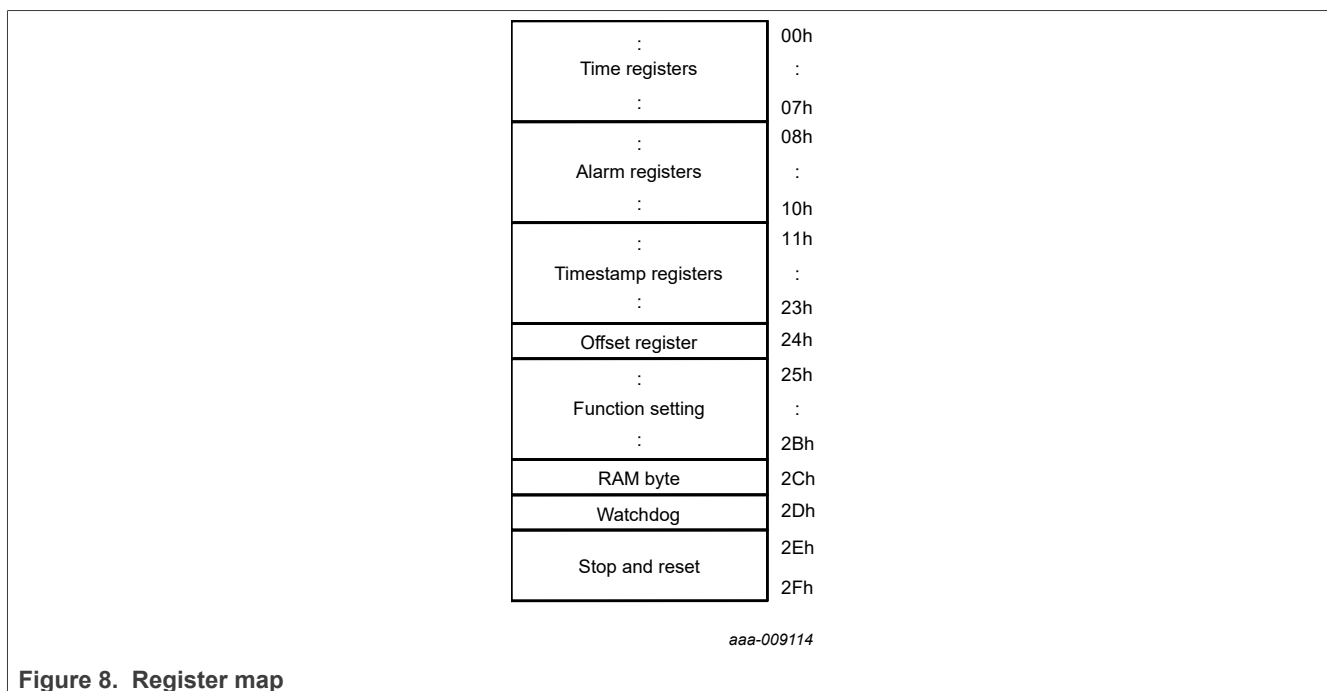 :
00h
Time registers
:
:
07h
:
08h
Alarm registers
:
:
10h
:
11h
Timestamp registers
:
:
23h
Offset register
24h
:
25h
Function setting
:
:
2Bh
RAM byte
2Ch
Watchdog
2Dh
Stop and reset
2Eh
2Fh
aaa-009114
Figure 8. Register map